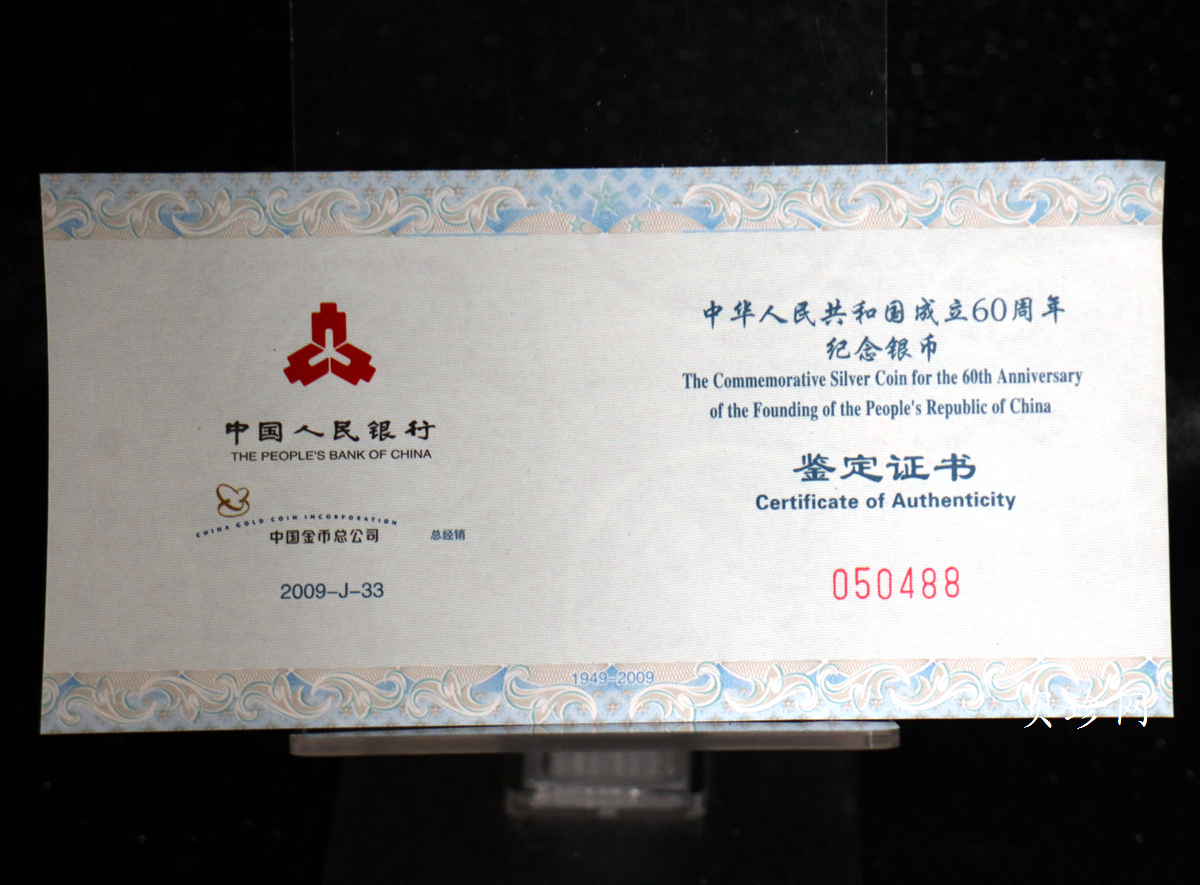 中国人民银行
THE PEOPLE'S BANK OF CHINA
CHINA GOLD COIN INCORPORATION
中国金币总公司 总经销
2009-J-33
中华人民共和国成立60周年
纪念银币
The Commemorative Silver Coin for the 60th Anniversary
of the Founding of the People's Republic of China
鉴定证书
Certificate of Authenticity
050488
1949-2009